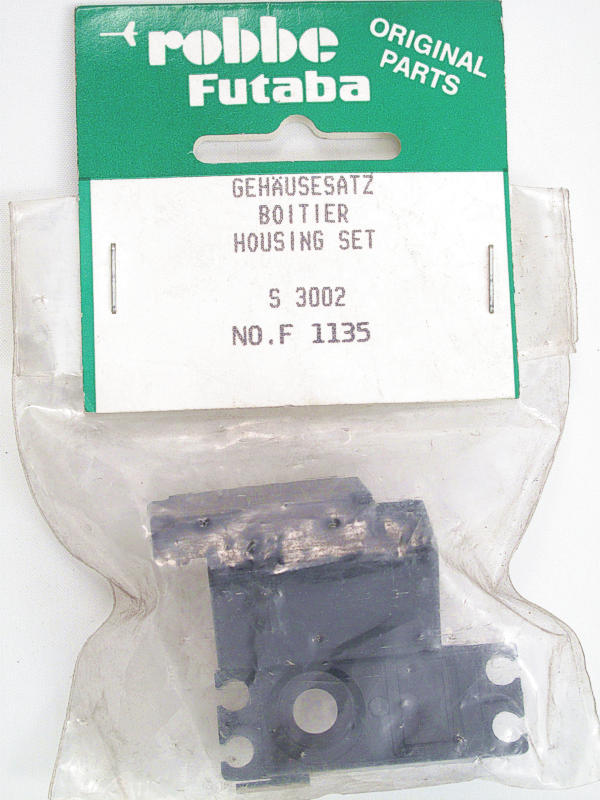 robbe
Futaba
ORIGINAL
PARTS
GEHÄUSESATZ
BOITIER
HOUSING SET
S 3002
NO.F 1135